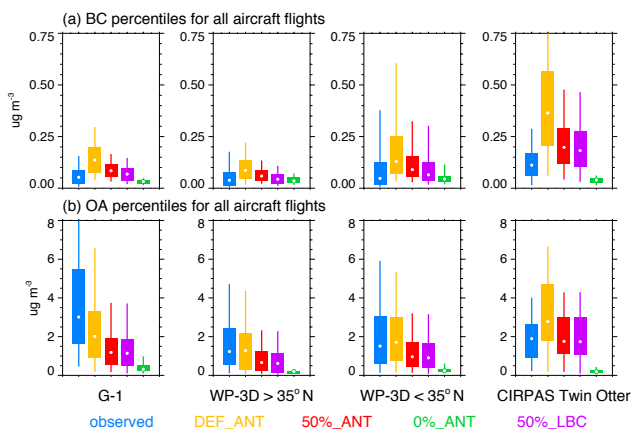 (a) BC percentiles for all aircraft flights
0.75 0.75 0.75 0.75
0.50 0.50 0.50 0.50
ug m-3
0.25 0.25 0.25 0.25
0.00 0.00 0.00 0.00
(b) OA percentiles for all aircraft flights
8 8 8 8
6 6 6 6
ug m-3
4 4 4 4
2 2 2 2
0 0 0 0
G-1 WP-3D > 35° N WP-3D < 35° N CIRPAS Twin Otter
observed DEF_ANT 50%_ANT 0%_ANT 50%_LBC